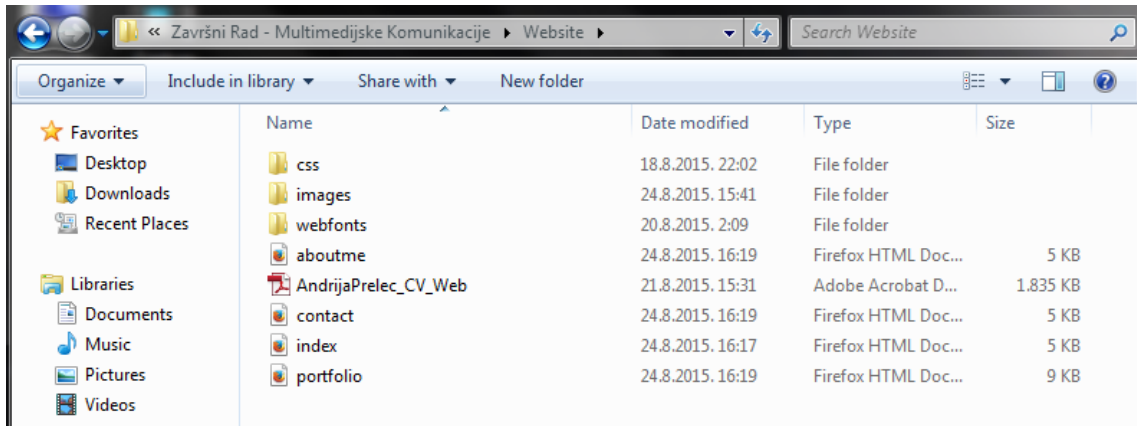 « Završni Rad - Multimedijske Komunikacije ▸ Website ▸ Search Website
Organize Include in library Share with New folder
Name Date modified Type Size
Favorites
Desktop
Downloads
Recent Places
Libraries
Documents
Music
Pictures
Videos
css 18.8.2015. 22:02 File folder
images 24.8.2015. 15:41 File folder
webfonts 20.8.2015. 2:09 File folder
aboutme 24.8.2015. 16:19 Firefox HTML Doc... 5 KB
AndrijaPrelec_CV_Web 21.8.2015. 15:31 Adobe Acrobat D... 1.835 KB
contact 24.8.2015. 16:19 Firefox HTML Doc... 5 KB
index 24.8.2015. 16:17 Firefox HTML Doc... 5 KB
portfolio 24.8.2015. 16:19 Firefox HTML Doc... 9 KB